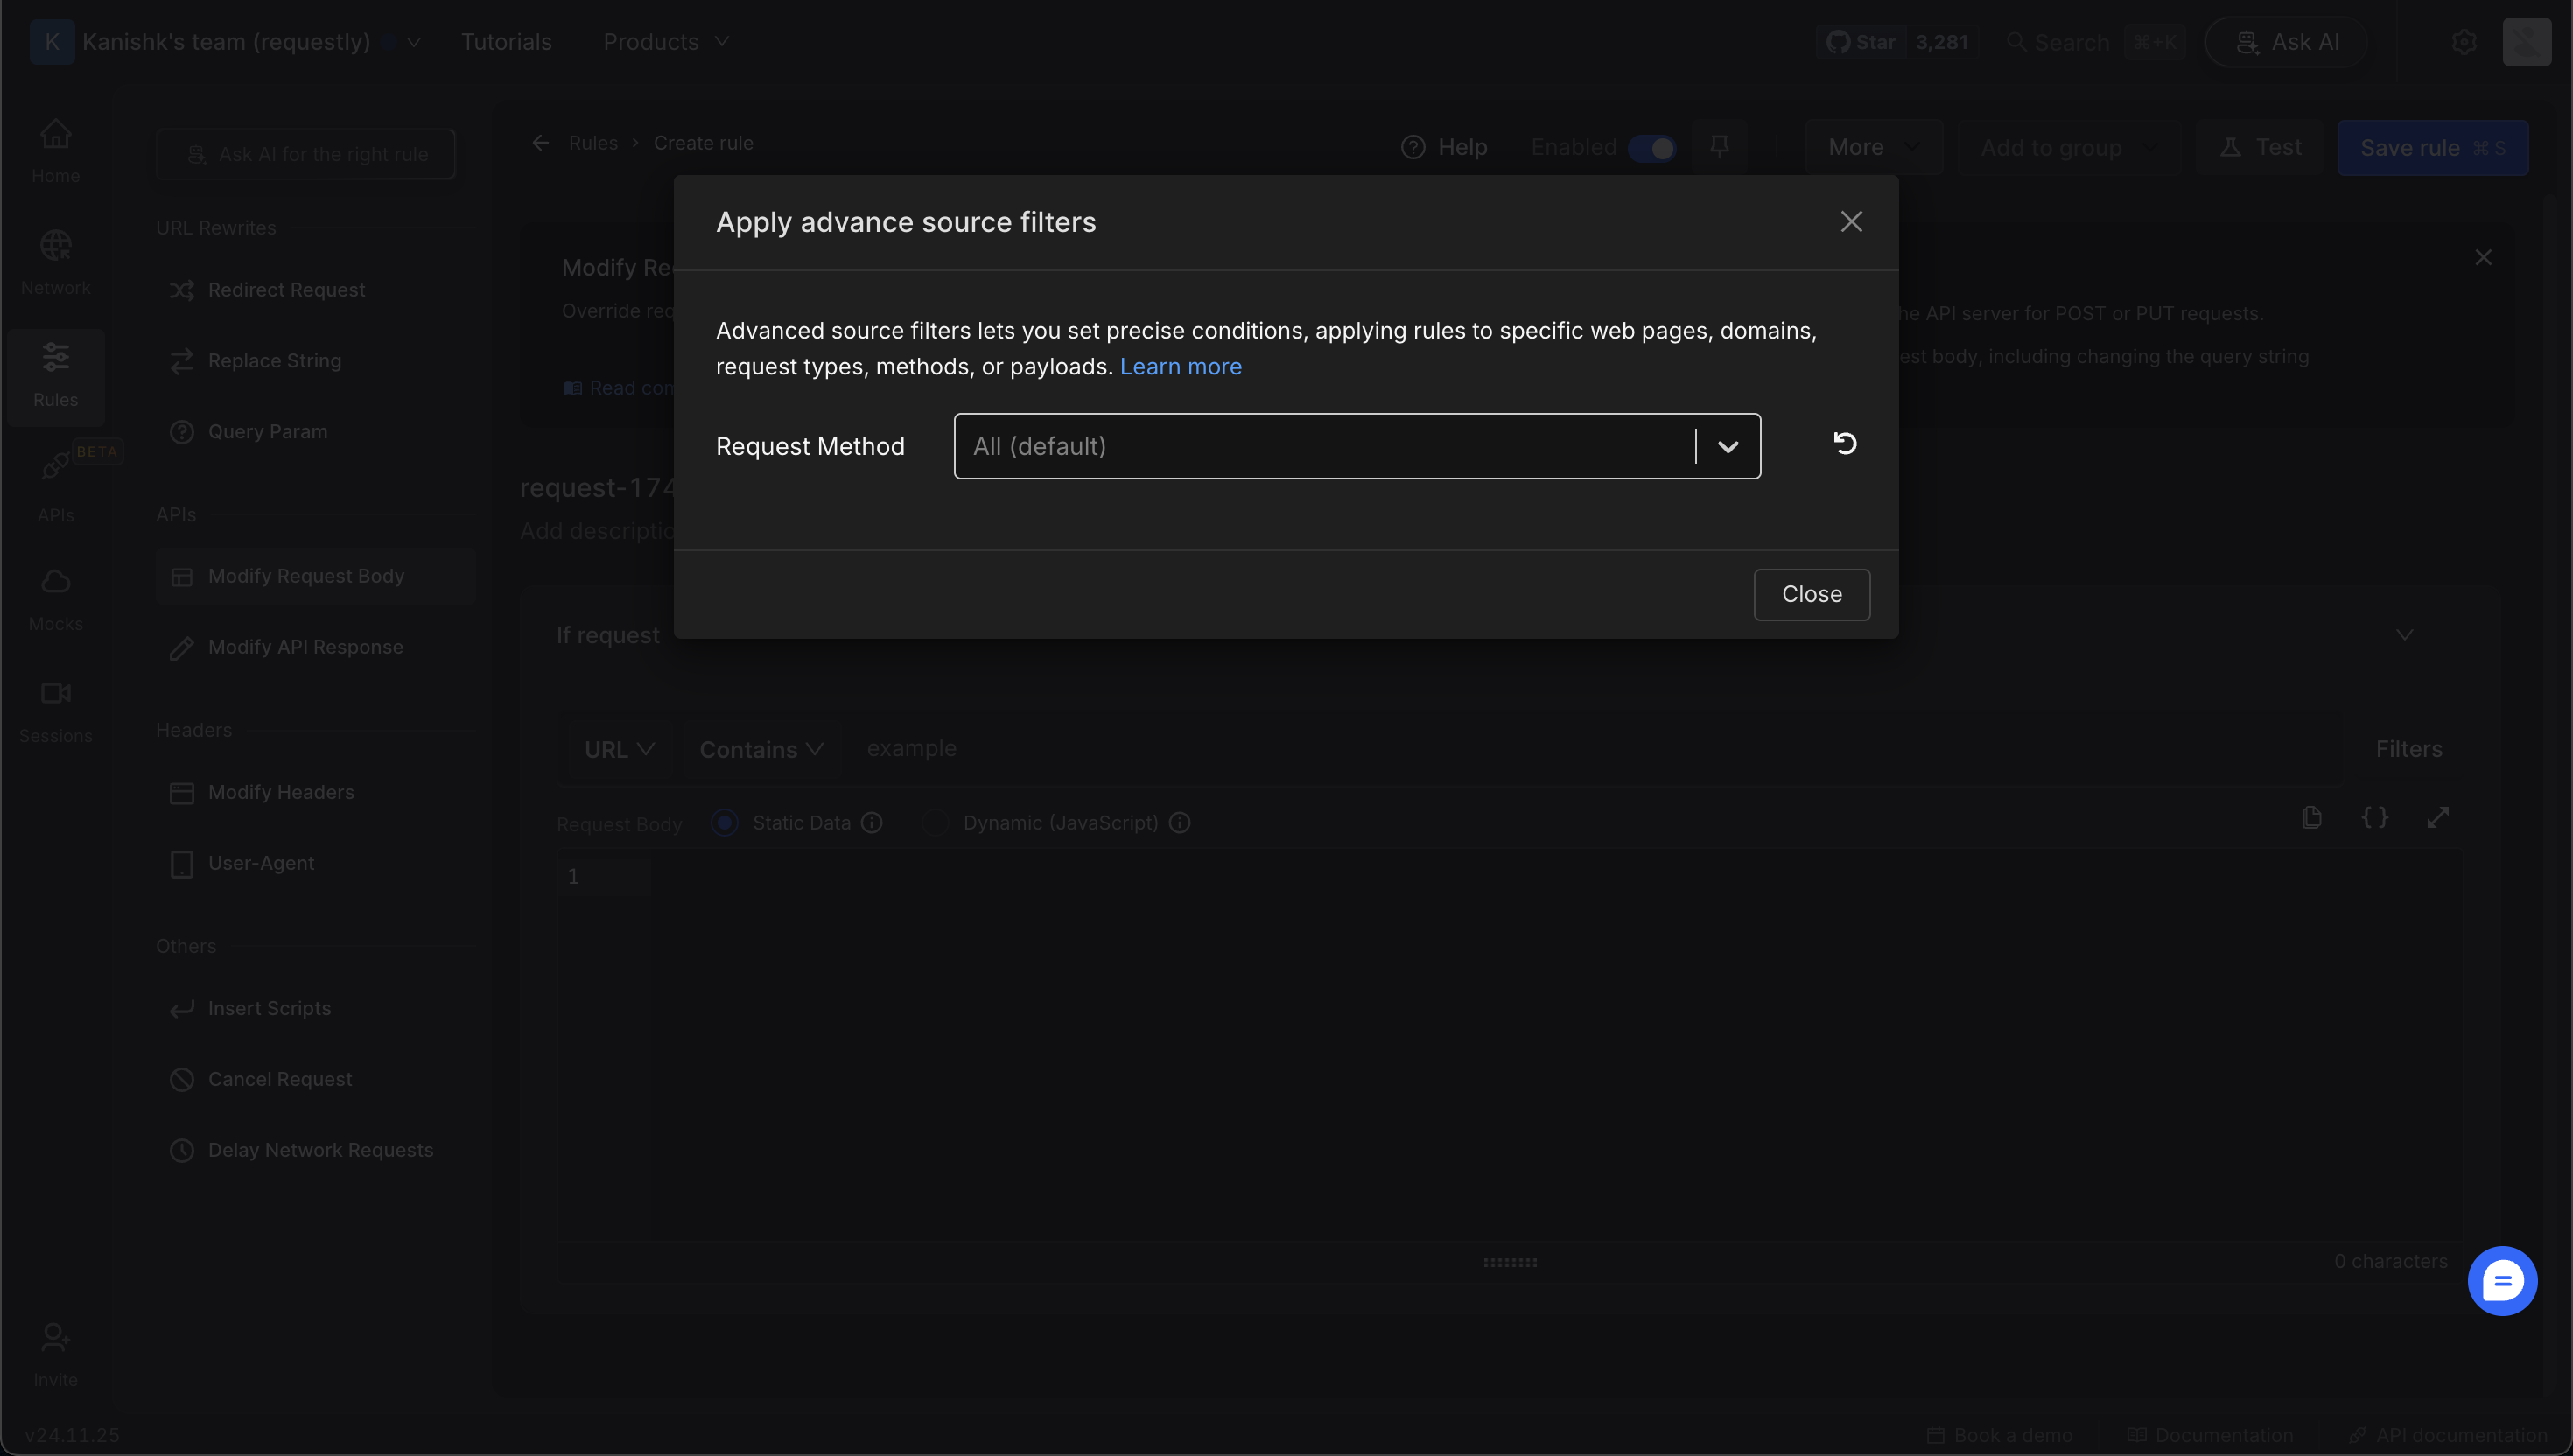 K Kanishk's team (requestly) Tutorials Products Star 3,281 Search ⌘+K Ask AI
Home
Network
Rules
BETA
APIs
Mocks
Sessions
Invite
v24.11.25
Ask AI for the right rule
URL Rewrites
Redirect Request
Replace String
Query Param
APIs
Modify Request Body
Modify API Response
Headers
Modify Headers
User-Agent
Others
Insert Scripts
Cancel Request
Delay Network Requests
Rules > Create rule Help Enabled More Add to group Test Save rule ⌘ S
Modify Re
Override req
he API server for POST or PUT requests.
est body, including changing the query string
Read con
request-174
Add descriptio
Apply advance source filters
Advanced source filters lets you set precise conditions, applying rules to specific web pages, domains,
request types, methods, or payloads. Learn more
Request Method All (default)
Close
If request
URL Contains example Filters
Request Body Static Data Dynamic (JavaScript) {}
1
0 characters
Book a demo Documentation API documentation